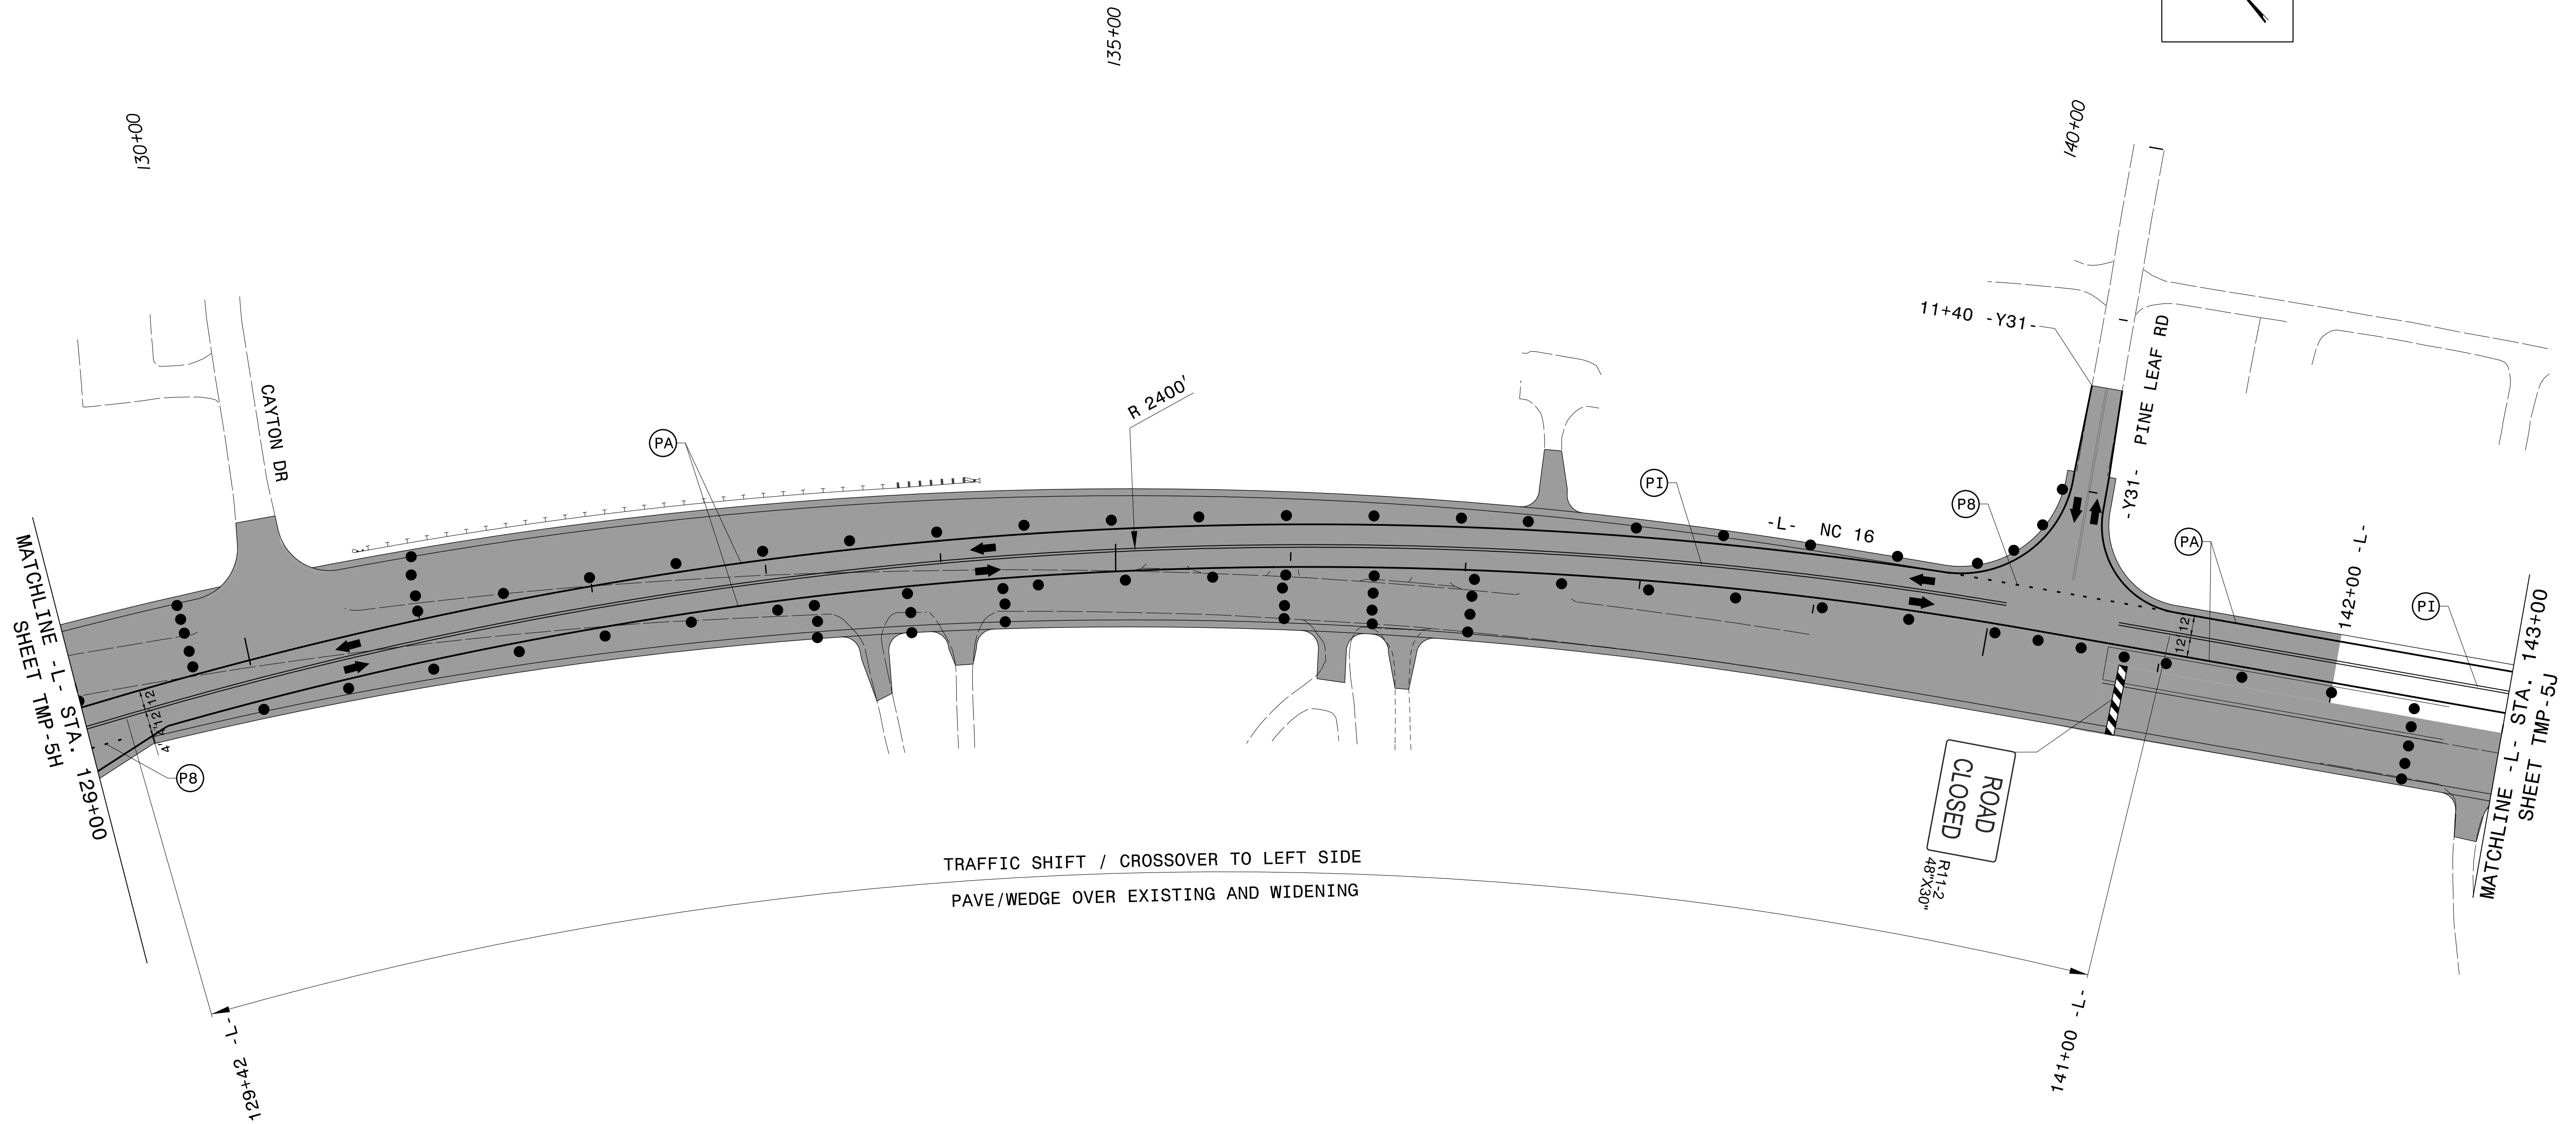 130+00
135+00
140+00
11+40 -Y31-
CAYTON DR
PA
R 2400'
PI
P8
-L- NC 16
-Y31- PINE LEAF RD
PA
142+00 -L-
PI
MATCHLINE -L- STA. 129+00
SHEET TMP-5H
4' 12 12
P8
12 12
MATCHLINE -L- STA. 143+00
SHEET TMP-5J
ROAD
CLOSED
R11-2
48"X30"
TRAFFIC SHIFT / CROSSOVER TO LEFT SIDE
PAVE/WEDGE OVER EXISTING AND WIDENING
129+42 -L-
141+00 -L-